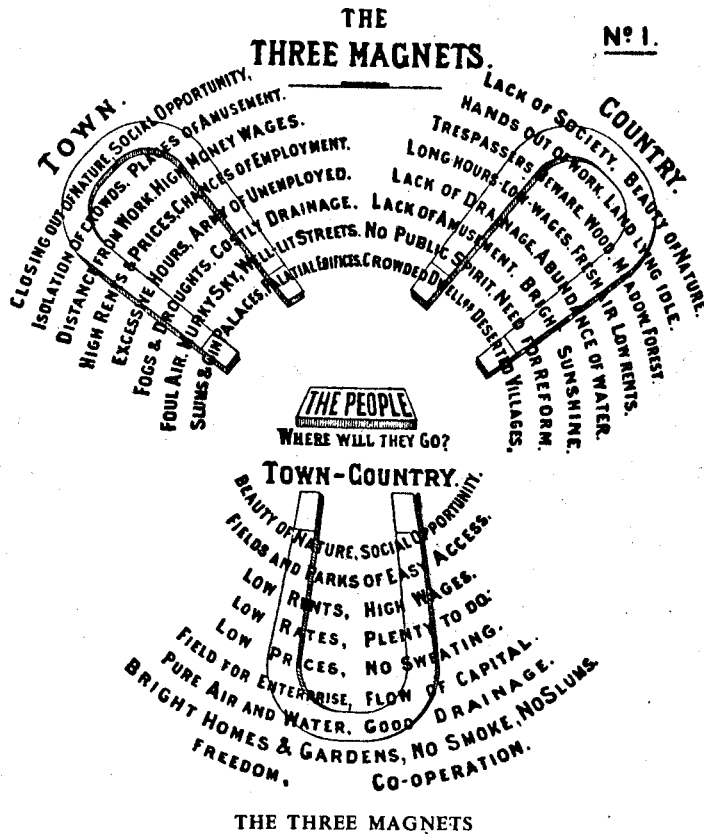 THE
THREE MAGNETS.
Nº 1.
TOWN.
CLOSING OUT OF NATURE. SOCIAL OPPORTUNITY.
ISOLATION OF CROWDS. PLACES OF AMUSEMENT.
DISTANCE FROM WORK. HIGH MONEY WAGES.
HIGH RENTS & PRICES. CHANCES OF EMPLOYMENT.
EXCESSIVE HOURS. ARMY OF UNEMPLOYED.
FOGS & DROUGHTS. COSTLY DRAINAGE.
FOUL AIR. MURKY SKY. WELL-LIT STREETS.
SLUMS & GIN PALACES. PALATIAL EDIFICES.
COUNTRY.
LACK OF SOCIETY. BEAUTY OF NATURE.
HANDS OUT OF WORK. LAND LYING IDLE.
TRESPASSERS BEWARE. WOOD, MEADOW, FOREST.
LONG HOURS-LOW WAGES. FRESH AIR LOW RENTS.
LACK OF DRAINAGE. ABUNDANCE OF WATER.
LACK OF AMUSEMENT. BRIGHT SUNSHINE.
NO PUBLIC SPIRIT. NEED FOR REFORM.
CROWDED DWELLGS DESERTED VILLAGES.
THE PEOPLE
WHERE WILL THEY GO?
TOWN-COUNTRY.
BEAUTY OF NATURE, SOCIAL OPPORTUNITY.
FIELDS AND PARKS OF EASY ACCESS.
LOW RENTS, HIGH WAGES.
LOW RATES, PLENTY TO DO.
LOW PRICES, NO SWEATING.
FIELD FOR ENTERPRISE, FLOW OF CAPITAL.
PURE AIR AND WATER, GOOD DRAINAGE.
BRIGHT HOMES & GARDENS, NO SMOKE, NO SLUMS.
FREEDOM. CO-OPERATION.
THE THREE MAGNETS